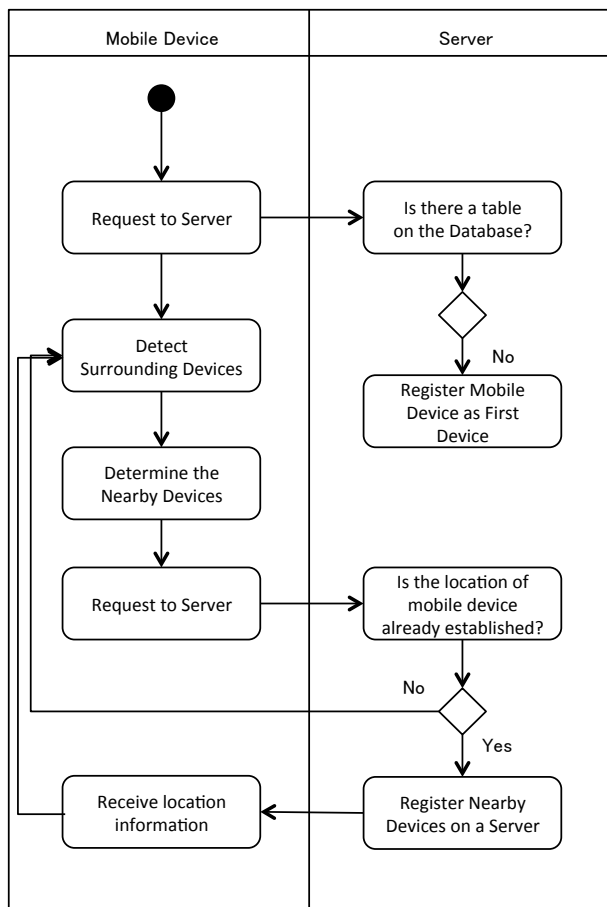 Mobile Device
Server
Request to Server
Is there a table
on the Database?
Detect
Surrounding Devices
No
Register Mobile
Device as First
Device
Determine the
Nearby Devices
Request to Server
Is the location of
mobile device
already established?
No
Yes
Receive location
information
Register Nearby
Devices on a Server